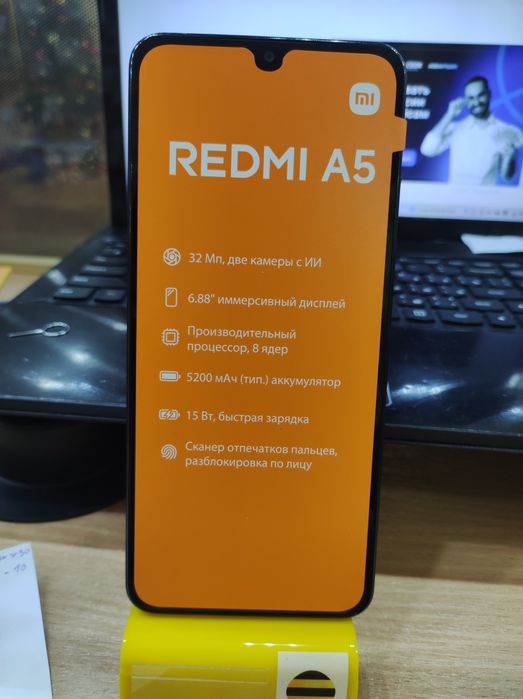 mi
REDMI A5
32 Мп, две камеры с ИИ
6.88" иммерсивный дисплей
Производительный
процессор, 8 ядер
5200 мАч (тип.) аккумулятор
15 Вт, быстрая зарядка
Сканер отпечатков пальцев,
разблокировка по лицу